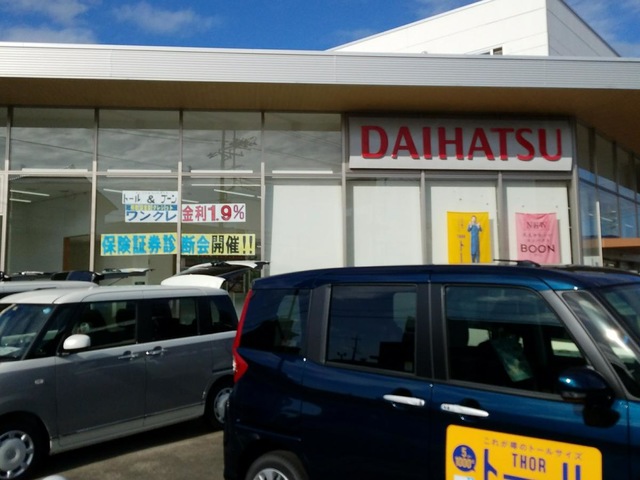 DAIHATSU
トール & ブーン
ワンクレ
金利1.9%
保険証券診断会開催!!
BOON
これが噂のトールサイズ
THOR
トール